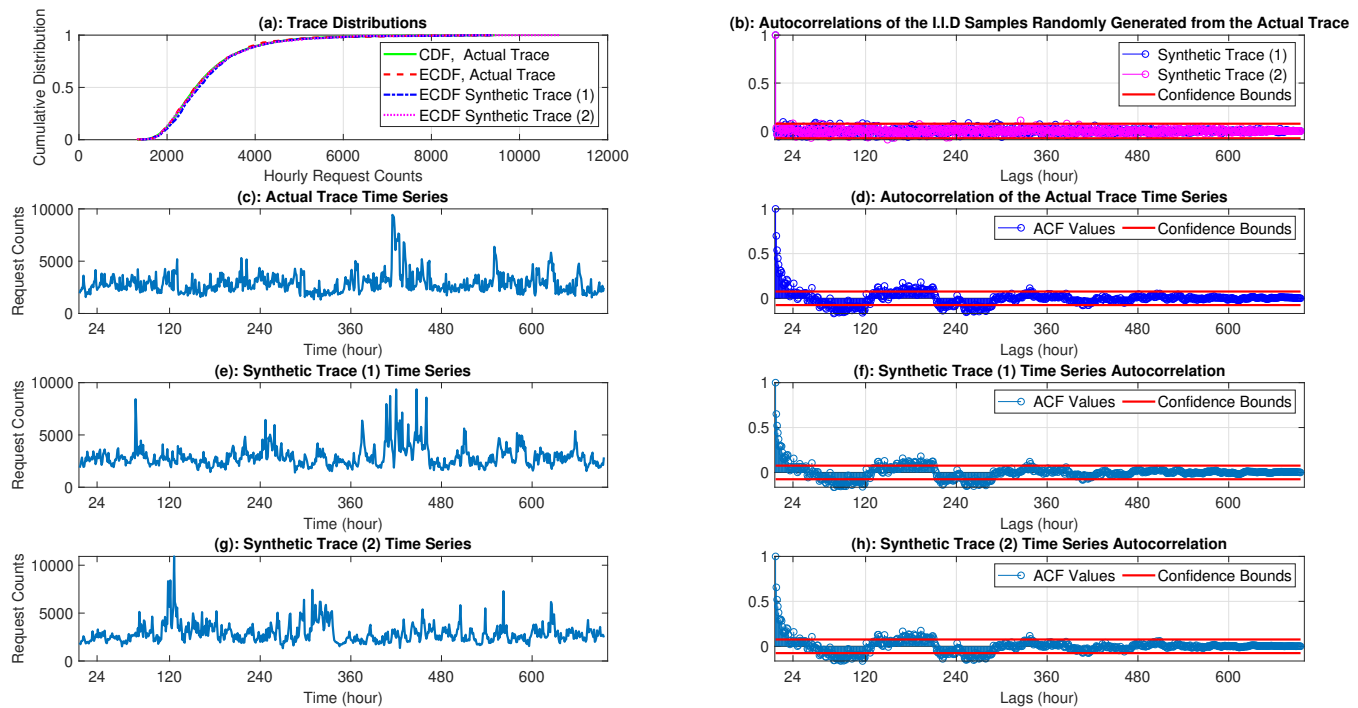 (a): Trace Distributions
Cumulative Distribution
1
0.5
0
CDF, Actual Trace
ECDF, Actual Trace
ECDF Synthetic Trace (1)
ECDF Synthetic Trace (2)
0 2000 4000 6000 8000 10000 12000
Hourly Request Counts
(b): Autocorrelations of the I.I.D Samples Randomly Generated from the Actual Trace
1
0.5
0
Synthetic Trace (1)
Synthetic Trace (2)
Confidence Bounds
24 120 240 360 480 600
Lags (hour)
(c): Actual Trace Time Series
Request Counts
10000
5000
0
24 120 240 360 480 600
Time (hour)
(d): Autocorrelation of the Actual Trace Time Series
1
0.5
0
ACF Values Confidence Bounds
24 120 240 360 480 600
Lags (hour)
(e): Synthetic Trace (1) Time Series
Request Counts
10000
5000
0
24 120 240 360 480 600
Time (hour)
(f): Synthetic Trace (1) Time Series Autocorrelation
1
0.5
0
ACF Values Confidence Bounds
24 120 240 360 480 600
Lags (hour)
(g): Synthetic Trace (2) Time Series
Request Counts
10000
5000
0
24 120 240 360 480 600
Time (hour)
(h): Synthetic Trace (2) Time Series Autocorrelation
1
0.5
0
ACF Values Confidence Bounds
24 120 240 360 480 600
Lags (hour)